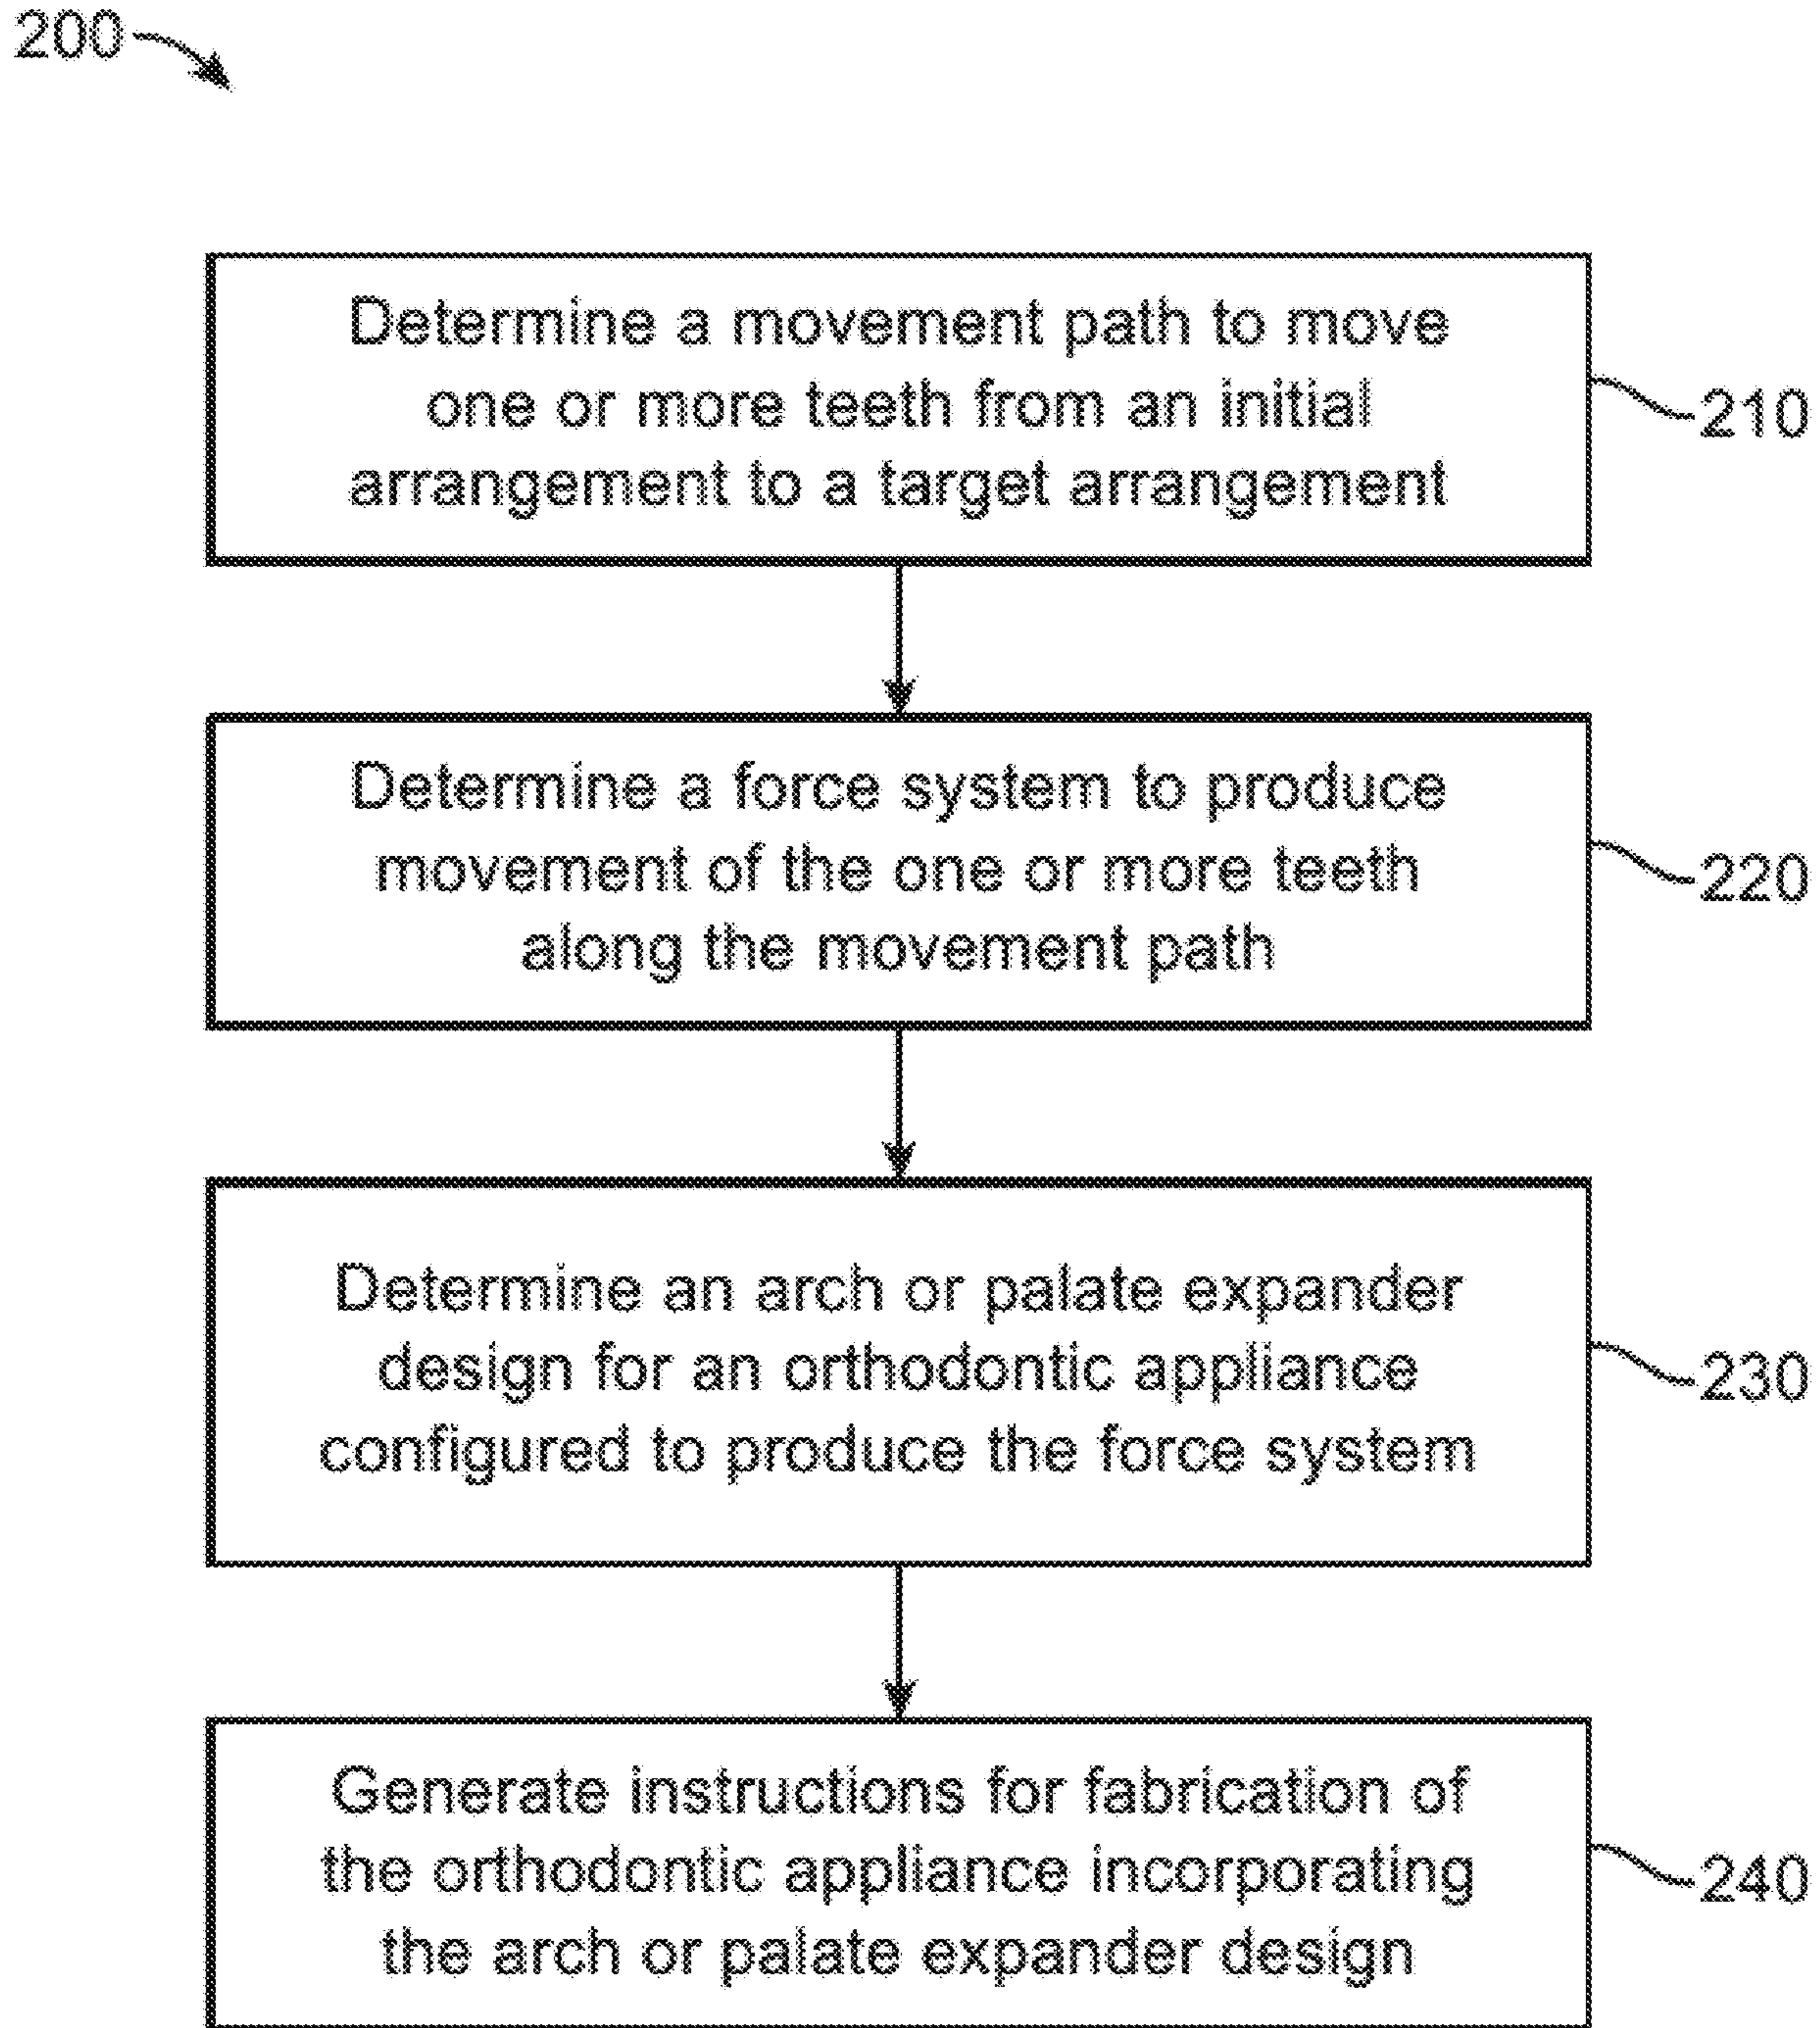 200
Determine a movement path to move
one or more teeth from an initial
arrangement to a target arrangement
210
Determine a force system to produce
movement of the one or more teeth
along the movement path
220
Determine an arch or palate expander
design for an orthodontic appliance
configured to produce the force system
230
Generate instructions for fabrication of
the orthodontic appliance incorporating
the arch or palate expander design
240